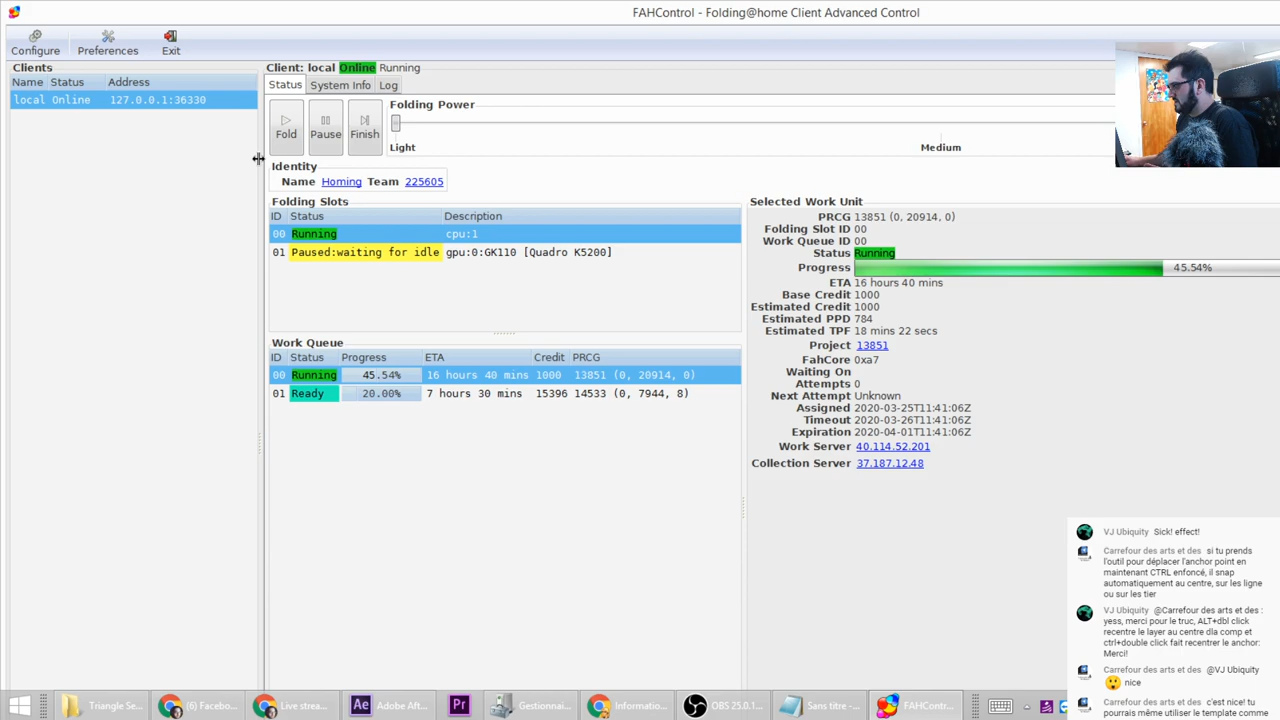 FAHControl - Folding@home Client Advanced Control
Configure Preferences Exit
Clients
Name Status Address
local Online 127.0.0.1:36330
Client: local Online Running
Status System Info Log
Fold Pause Finish
Folding Power
Light Medium
Identity
Name Homing Team 225605
Folding Slots
ID Status Description
00 Running cpu:1
01 Paused:waiting for idle gpu:0:GK110 [Quadro K5200]
Work Queue
ID Status Progress ETA Credit PRCG
00 Running 45.54% 16 hours 40 mins 1000 13851 (0, 20914, 0)
01 Ready 20.00% 7 hours 30 mins 15396 14533 (0, 7944, 8)
Selected Work Unit
PRCG 13851 (0, 20914, 0)
Folding Slot ID 00
Work Queue ID 00
Status Running
Progress 45.54%
ETA 16 hours 40 mins
Base Credit 1000
Estimated Credit 1000
Estimated PPD 784
Estimated TPF 18 mins 22 secs
Project 13851
FahCore 0xa7
Waiting On
Attempts 0
Next Attempt Unknown
Assigned 2020-03-25T11:41:06Z
Timeout 2020-03-26T11:41:06Z
Expiration 2020-04-01T11:41:06Z
Work Server 40.114.52.201
Collection Server 37.187.12.48
VJ Ubiquity Sick! effect!
Carrefour des arts et des si tu prends
l'outil pour déplacer l'anchor point en
maintenant CTRL enfoncé, il snap
automatiquement au centre, sur les ligne
ou sur les tier
VJ Ubiquity @Carrefour des arts et des :
yess, merci pour le truc, ALT+dbl click
recentre le layer au centre dla comp et
ctrl+double click fait recentrer le anchor:
Merci!
Carrefour des arts et des @VJ Ubiquity
nice
Carrefour des arts et des c'est nice! tu
pourrais même utiliser le template comme
Triangle Se... (6) Facebo... Live strea... Ae Adobe Aft... Pr Gestionnai... Informatio... OBS 25.0.1... Sans titre -... FAHContr...